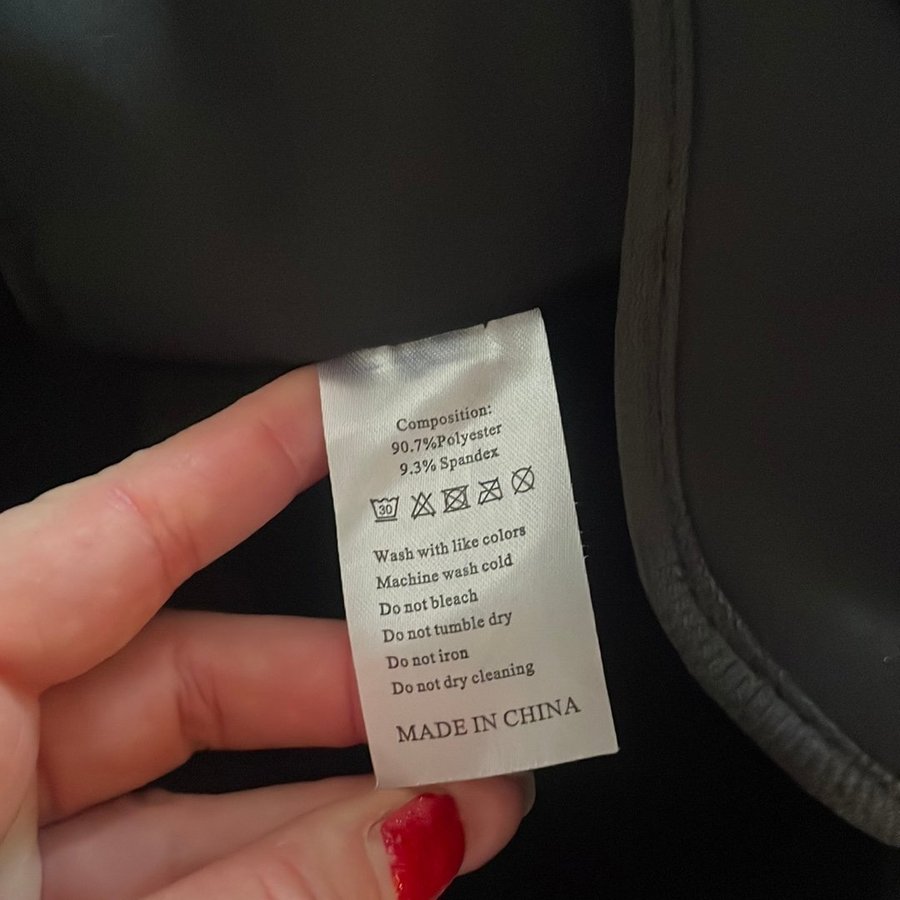 Composition:
90.7%Polyester
9.3% Spandex
30
Wash with like colors
Machine wash cold
Do not bleach
Do not tumble dry
Do not iron
Do not dry cleaning
MADE IN CHINA